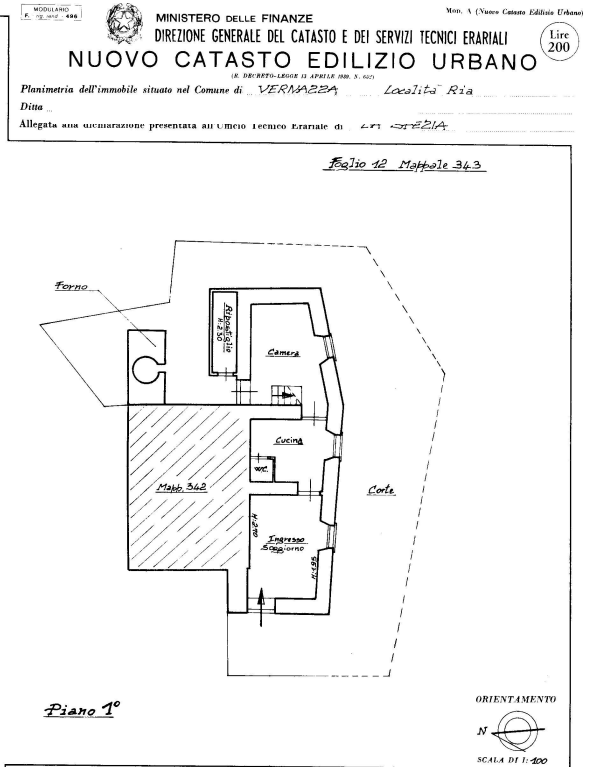 MODULARIO
F. rig. rend. 496
Mod. A (Nuovo Catasto Edilizio Urbano)
MINISTERO DELLE FINANZE
DIREZIONE GENERALE DEL CATASTO E DEI SERVIZI TECNICI ERARIALI
NUOVO CATASTO EDILIZIO URBANO
Lire
200
(R. DECRETO-LEGGE 13 APRILE 1939, N. 652)
Planimetria dell'immobile situato nel Comune di VERNAZZA Località Ria
Ditta
Allegata alla dichiarazione presentata all'Ufficio Tecnico Erariale di LA SPEZIA
Foglio 12 Mappale 343
Forno
Ripostiglio
H:2.30
Camera
Cucina
W.C.
Mapp. 342
Corte
H:2.70
Ingresso
Soggiorno
H:1.95
Piano 1°
ORIENTAMENTO
N
SCALA DI 1: 100